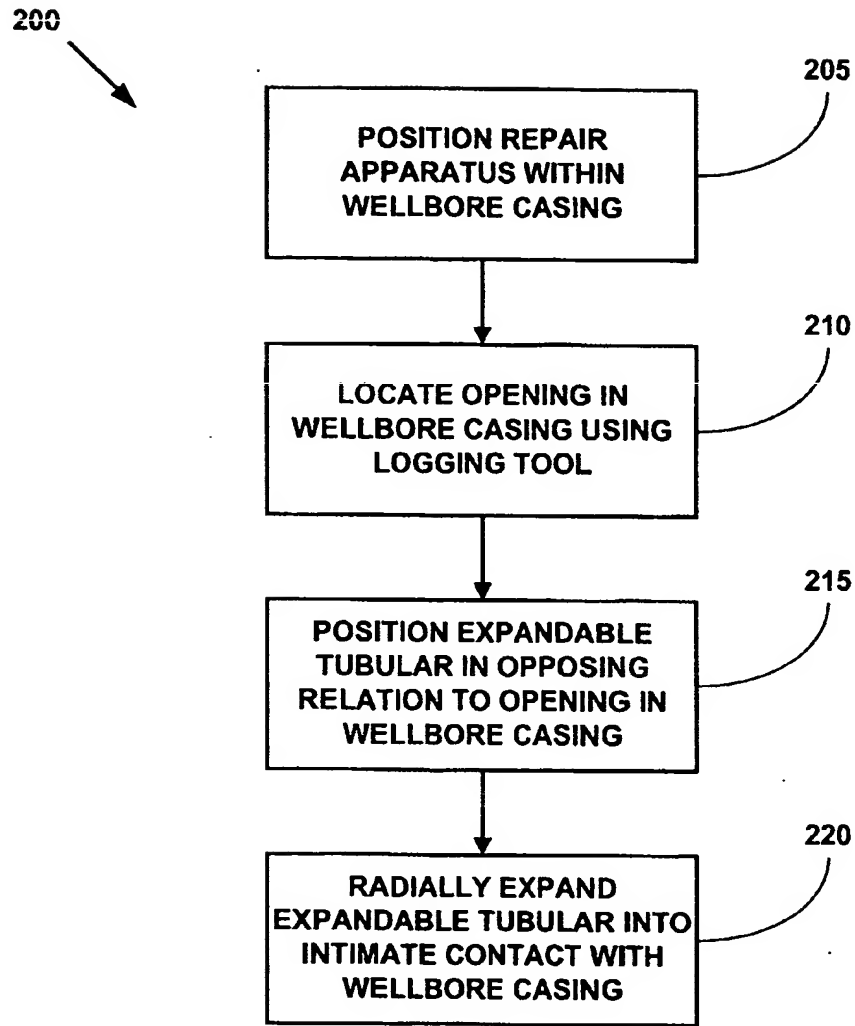 200
205
POSITION REPAIR
APPARATUS WITHIN
WELLBORE CASING
210
LOCATE OPENING IN
WELLBORE CASING USING
LOGGING TOOL
215
POSITION EXPANDABLE
TUBULAR IN OPPOSING
RELATION TO OPENING IN
WELLBORE CASING
220
RADIALLY EXPAND
EXPANDABLE TUBULAR INTO
INTIMATE CONTACT WITH
WELLBORE CASING